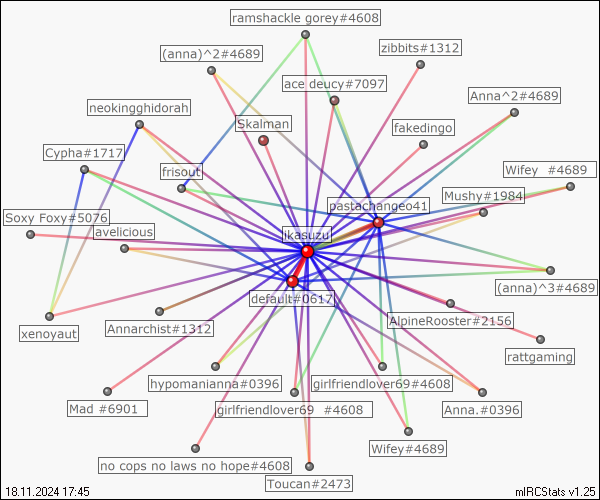 ramshackle gorey#4608
(anna)^2#4689
zibbits#1312
ace deucy#7097
Anna^2#4689
neokingghidorah
Skalman
fakedingo
Cypha#1717
frisout
Wifey #4689
Mushy#1984
pastachangeo41
Soxy Foxy#5076
avelicious
jkasuzu
(anna)^3#4689
default#0617
AlpineRooster#2156
Annarchist#1312
xenoyaut
rattgaming
hypomanianna#0396
girlfriendlover69#4608
Mad #6901
girlfriendlover69 #4608
Anna.#0396
Wifey#4689
no cops no laws no hope#4608
Toucan#2473
18.11.2024 17:45
mIRCStats v1.25